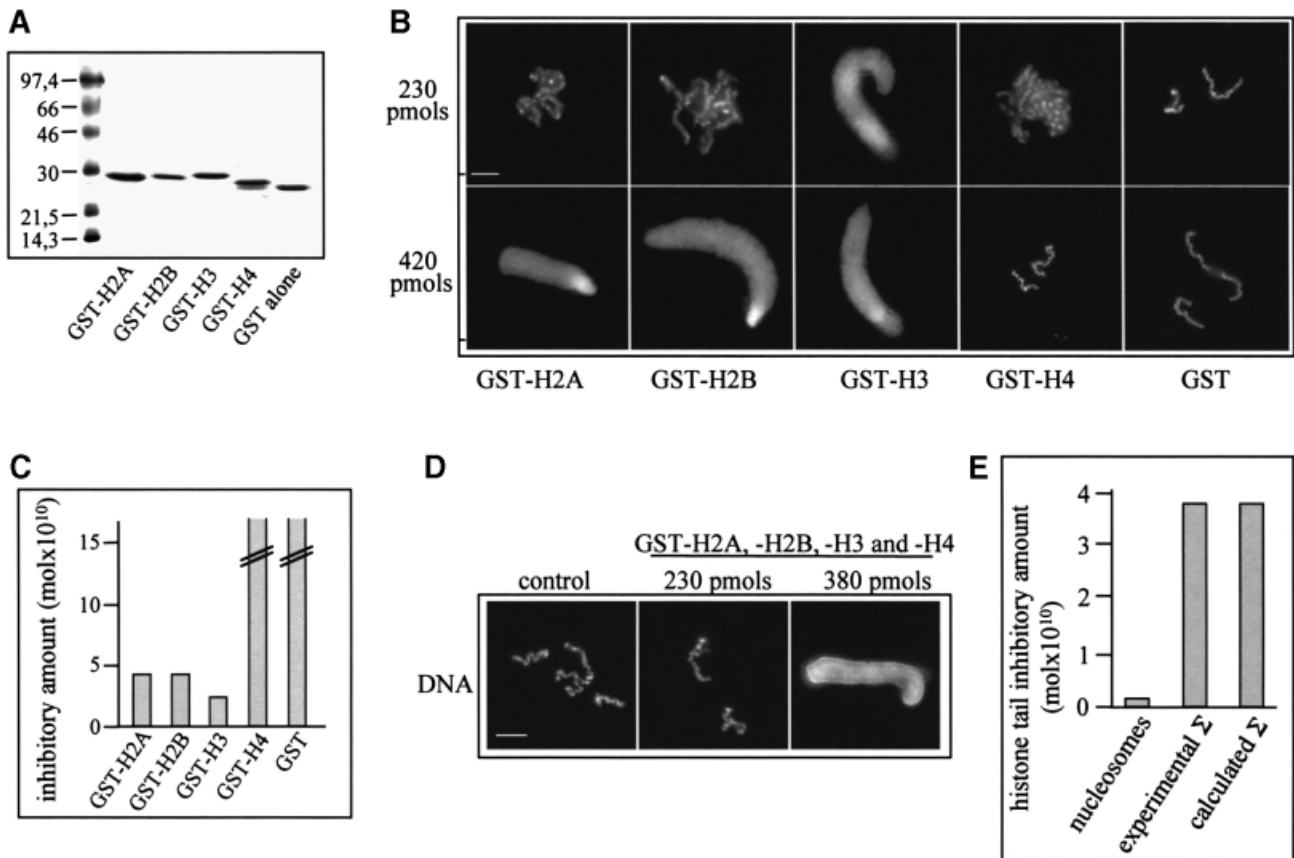 A
97,4
66
46
30
21,5
14,3
GST-H2A
GST-H2B
GST-H3
GST-H4
GST alone
B
230
pmols
420
pmols
GST-H2A
GST-H2B
GST-H3
GST-H4
GST
C
inhibitory amount (molx10¹⁰)
15
10
5
0
GST-H2A
GST-H2B
GST-H3
GST-H4
GST
D
GST-H2A, -H2B, -H3 and -H4
control
230 pmols
380 pmols
DNA
E
histone tail inhibitory amount
(molx10¹⁰)
4
3
2
1
0
nucleosomes
experimental Σ
calculated Σ